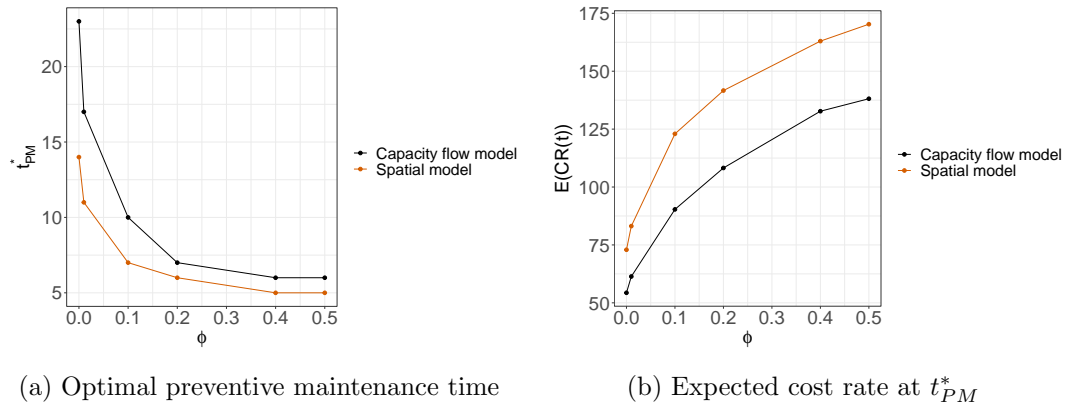 t*PM
20
15
10
5
0.0 0.1 0.2 0.3 0.4 0.5
ϕ
Capacity flow model
Spatial model
(a) Optimal preventive maintenance time
E(CR(t))
175
150
125
100
75
50
0.0 0.1 0.2 0.3 0.4 0.5
ϕ
Capacity flow model
Spatial model
(b) Expected cost rate at t*PM